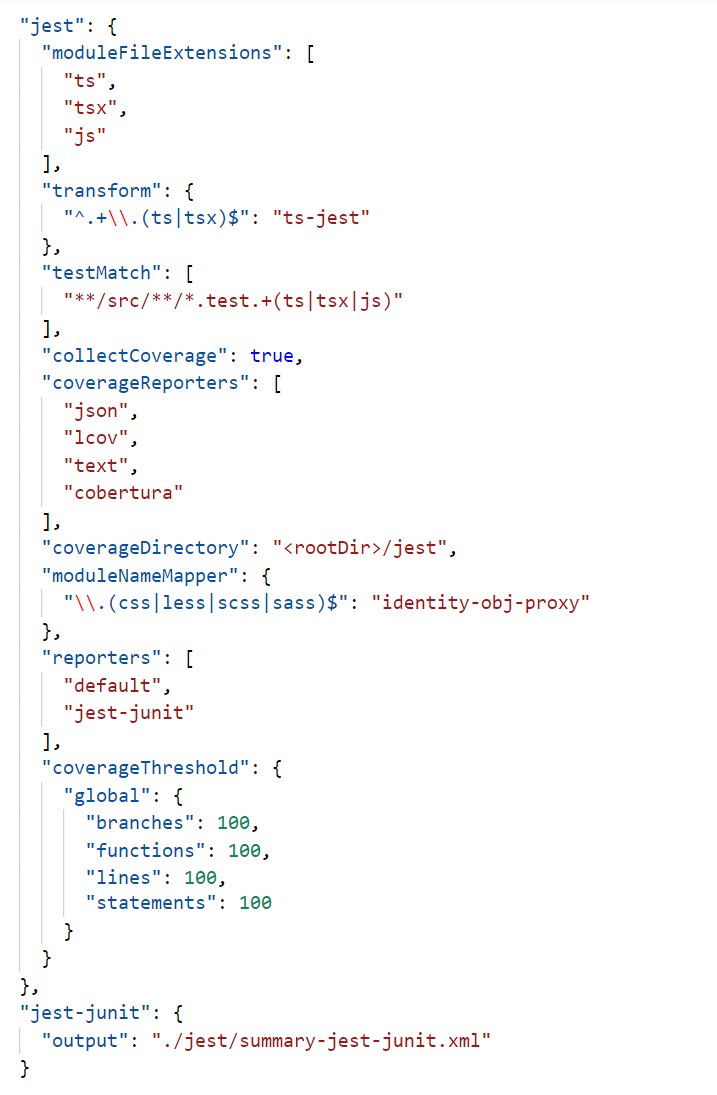 "jest": {
  "moduleFileExtensions": [
    "ts",
    "tsx",
    "js"
  ],
  "transform": {
    "^.+\\.(ts|tsx)$": "ts-jest"
  },
  "testMatch": [
    "**/src/**/*.test.+(ts|tsx|js)"
  ],
  "collectCoverage": true,
  "coverageReporters": [
    "json",
    "lcov",
    "text",
    "cobertura"
  ],
  "coverageDirectory": "<rootDir>/jest",
  "moduleNameMapper": {
    "\\.(css|less|scss|sass)$": "identity-obj-proxy"
  },
  "reporters": [
    "default",
    "jest-junit"
  ],
  "coverageThreshold": {
    "global": {
      "branches": 100,
      "functions": 100,
      "lines": 100,
      "statements": 100
    }
  }
},
"jest-junit": {
  "output": "./jest/summary-jest-junit.xml"
}